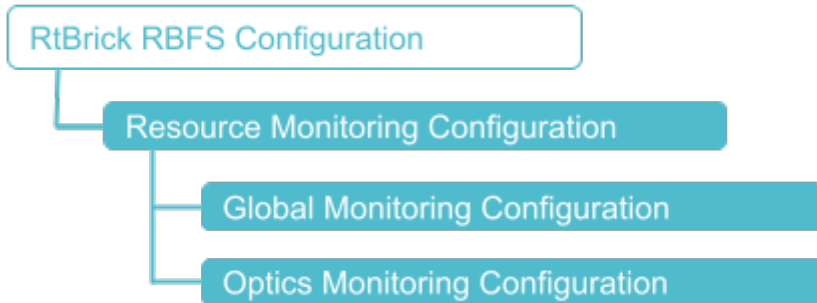 RtBrick RBFS Configuration
Resource Monitoring Configuration
Global Monitoring Configuration
Optics Monitoring Configuration